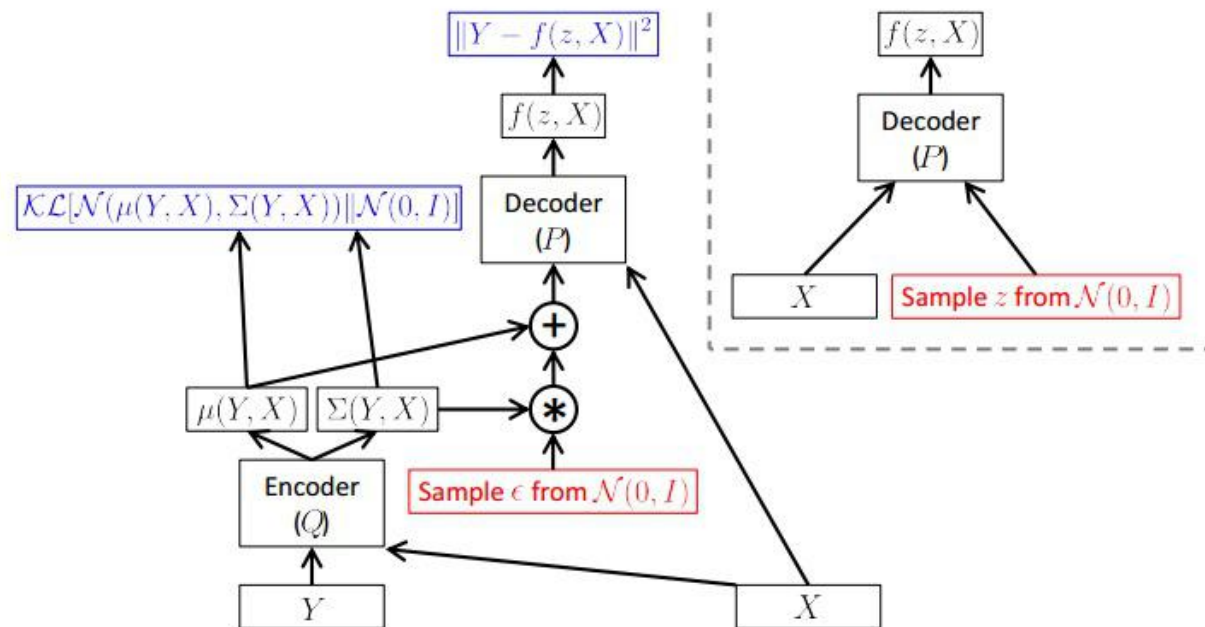 ‖Y − f(z, X)‖²
f(z, X)
Decoder
(P)
𝒦ℒ[𝒩(μ(Y, X), Σ(Y, X))‖𝒩(0, I)]
+
*
μ(Y, X)
Σ(Y, X)
Encoder
(Q)
Sample ϵ from 𝒩(0, I)
Y
X
f(z, X)
Decoder
(P)
X
Sample z from 𝒩(0, I)